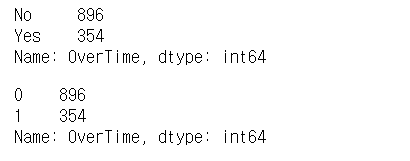 No     896
Yes    354
Name: OverTime, dtype: int64

0    896
1    354
Name: OverTime, dtype: int64